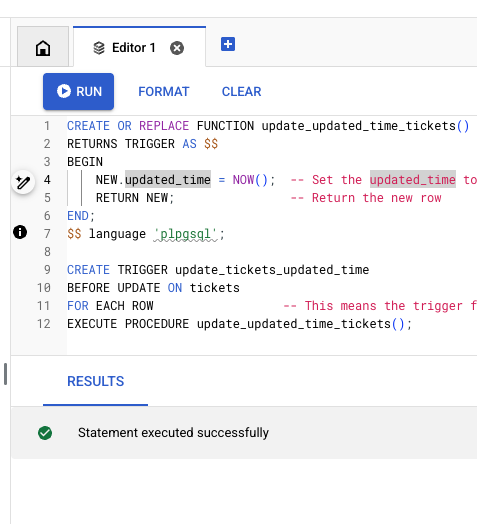 Editor 1
RUN FORMAT CLEAR
1 CREATE OR REPLACE FUNCTION update_updated_time_tickets()
2 RETURNS TRIGGER AS $$
3 BEGIN
4 NEW.updated_time = NOW(); -- Set the updated_time to
5 RETURN NEW; -- Return the new row
6 END;
7 $$ language 'plpgsql';
8
9 CREATE TRIGGER update_tickets_updated_time
10 BEFORE UPDATE ON tickets
11 FOR EACH ROW -- This means the trigger f
12 EXECUTE PROCEDURE update_updated_time_tickets();
RESULTS
Statement executed successfully